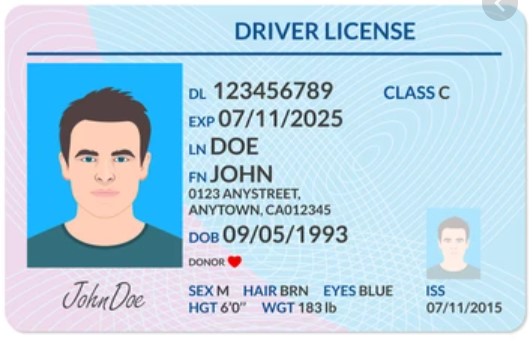 DRIVER LICENSE
DL 123456789 CLASS C
EXP 07/11/2025
LN DOE
FN JOHN
0123 ANYSTREET,
ANYTOWN, CA012345
DOB 09/05/1993
DONOR
SEX M HAIR BRN EYES BLUE ISS
HGT 6'0" WGT 183 lb 07/11/2015
JohnDoe